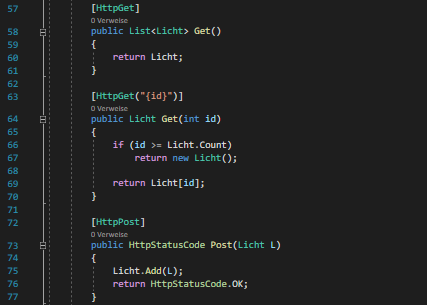 57 [HttpGet]
0 Verweise
58 public List<Licht> Get()
59 {
60 return Licht;
61 }
62
63 [HttpGet("{id}")]
0 Verweise
64 public Licht Get(int id)
65 {
66 if (id >= Licht.Count)
67 return new Licht();
68
69 return Licht[id];
70 }
71
72 [HttpPost]
0 Verweise
73 public HttpStatusCode Post(Licht L)
74 {
75 Licht.Add(L);
76 return HttpStatusCode.OK;
77 }